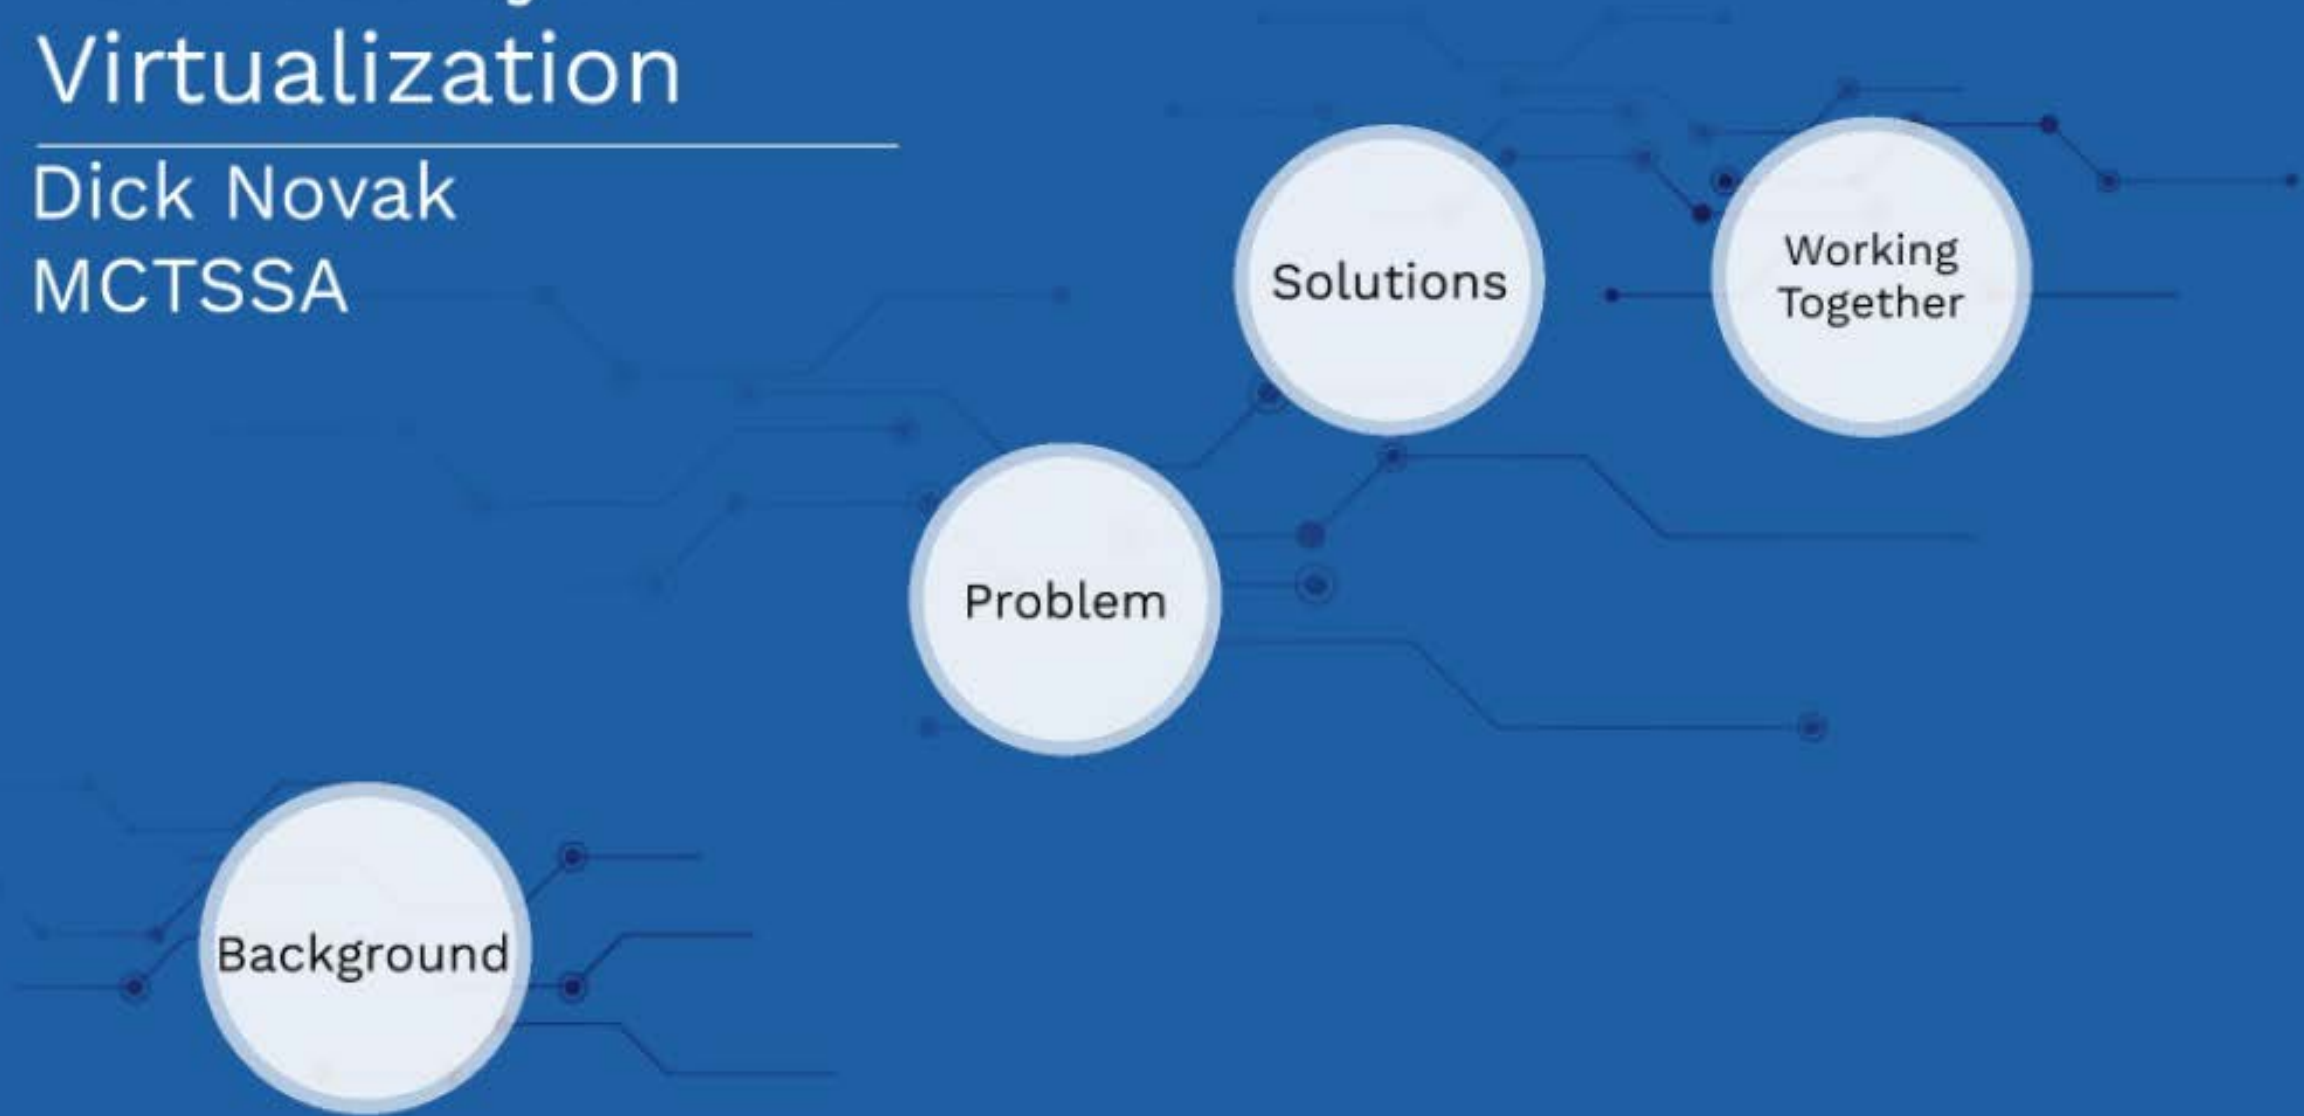 Virtualization
Dick Novak
MCTSSA
Solutions
Working
Together
Problem
Background